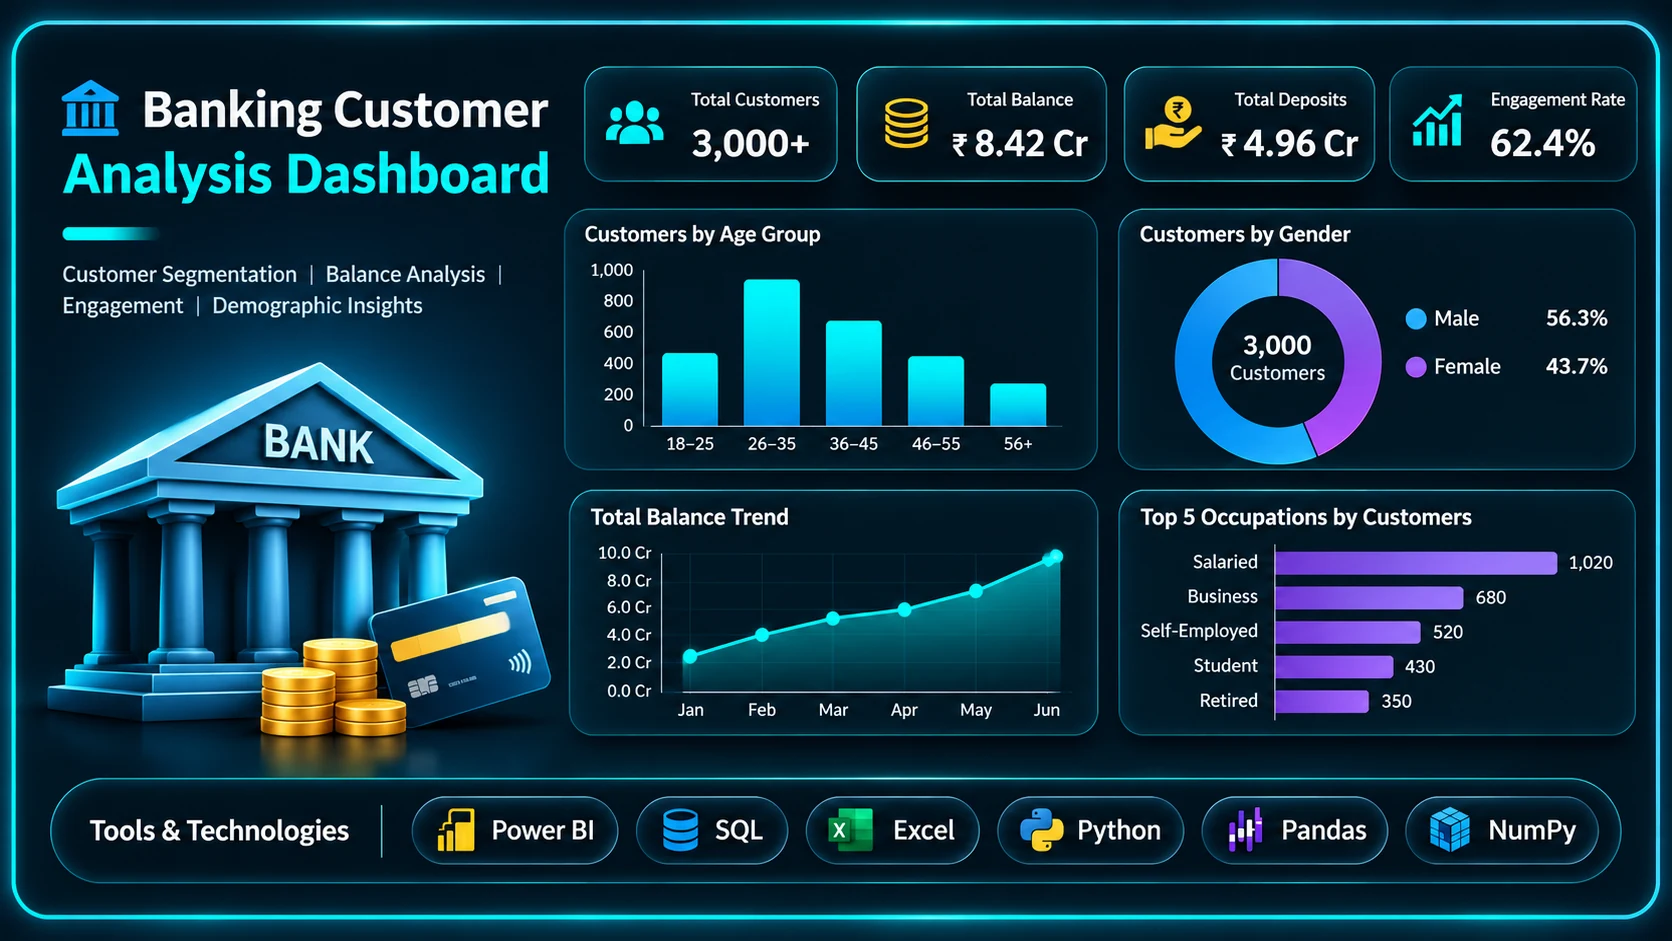 Banking Customer
Analysis Dashboard
Customer Segmentation | Balance Analysis |
Engagement | Demographic Insights
BANK
Total Customers
3,000+
Total Balance
₹ 8.42 Cr
Total Deposits
₹ 4.96 Cr
Engagement Rate
62.4%
Customers by Age Group
1,000
800
600
400
200
0
18–25
26–35
36–45
46–55
56+
Customers by Gender
3,000
Customers
Male 56.3%
Female 43.7%
Total Balance Trend
10.0 Cr
8.0 Cr
6.0 Cr
4.0 Cr
2.0 Cr
0.0 Cr
Jan
Feb
Mar
Apr
May
Jun
Top 5 Occupations by Customers
Salaried 1,020
Business 680
Self-Employed 520
Student 430
Retired 350
Tools & Technologies
Power BI
SQL
X
Excel
Python
Pandas
NumPy